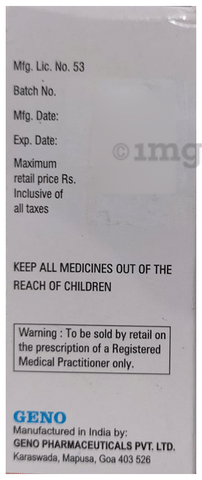 Mfg. Lic. No. 53
Batch No.
Mfg. Date:
Exp. Date:
©1mg
Maximum
retail price Rs.
Inclusive of
all taxes
KEEP ALL MEDICINES OUT OF THE
REACH OF CHILDREN
Warning : To be sold by retail on
the prescription of a Registered
Medical Practitioner only.
GENO
Manufactured in India by:
GENO PHARMACEUTICALS PVT. LTD.
Karaswada, Mapusa, Goa 403 526